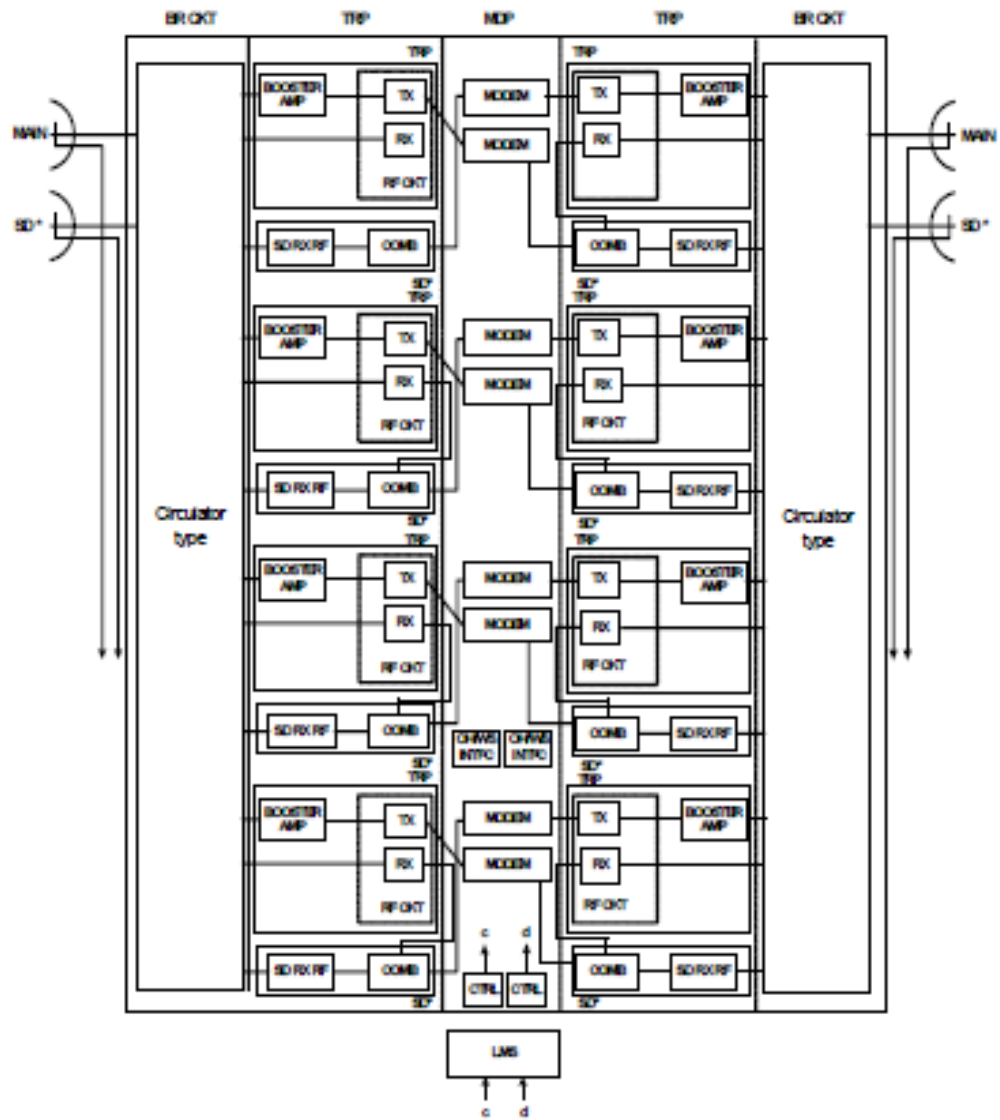 BR CKT TRP MDP TRP BR CKT
TRP TRP
BOOSTER AMP TX MODEM TX BOOSTER AMP
MAIN RX MODEM RX MAIN
RF CKT
SD* SD RX RF COMB COMB SD RX RF SD*
SD* SD*
TRP TRP
BOOSTER AMP TX MODEM TX BOOSTER AMP
RX MODEM RX
RF CKT RF CKT
SD RX RF COMB COMB SD RX RF
Circulator type SD* SD* Circulator type
TRP TRP
BOOSTER AMP TX MODEM TX BOOSTER AMP
RX MODEM RX
RF CKT RF CKT
SD RX RF COMB COMB SD RX RF
INTFC INTFC
SD* SD*
TRP TRP
BOOSTER AMP TX MODEM TX BOOSTER AMP
RX MODEM RX
RF CKT RF CKT
c d
SD RX RF COMB COMB SD RX RF
CTRL CTRL
SD* SD*
LMS
c d